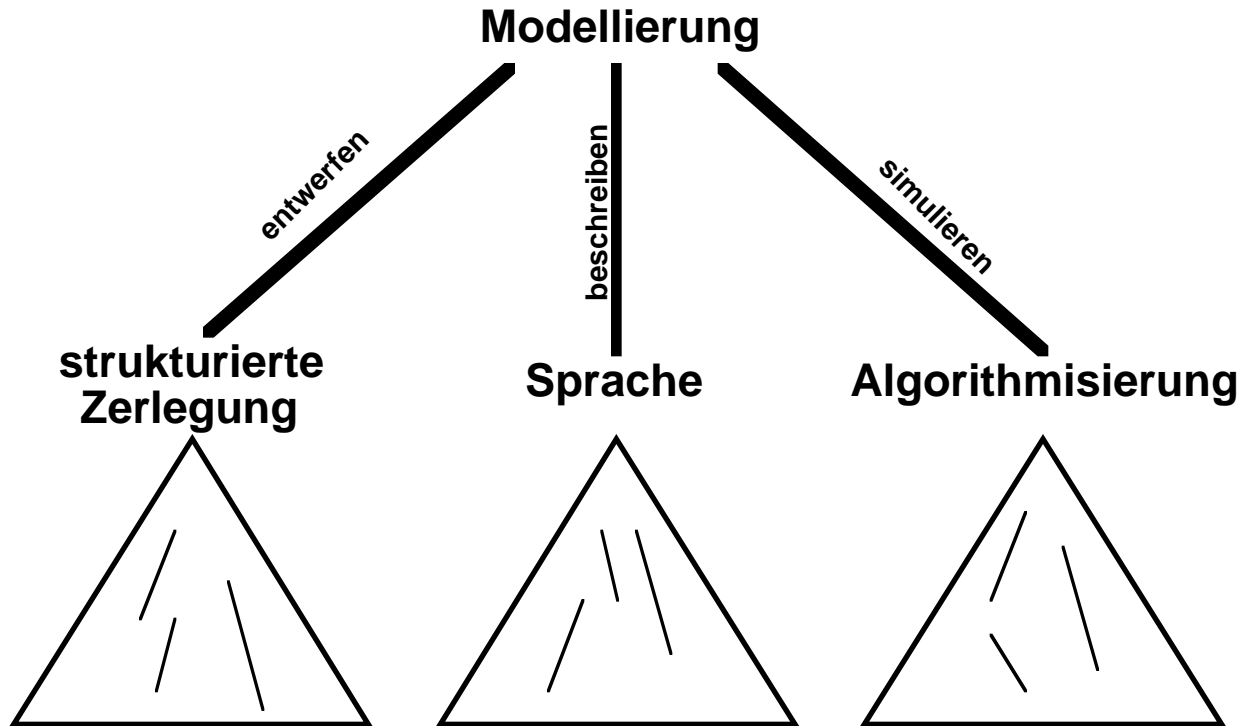 Modellierung
entwerfen
beschreiben
simulieren
strukturierte
Zerlegung
Sprache
Algorithmisierung